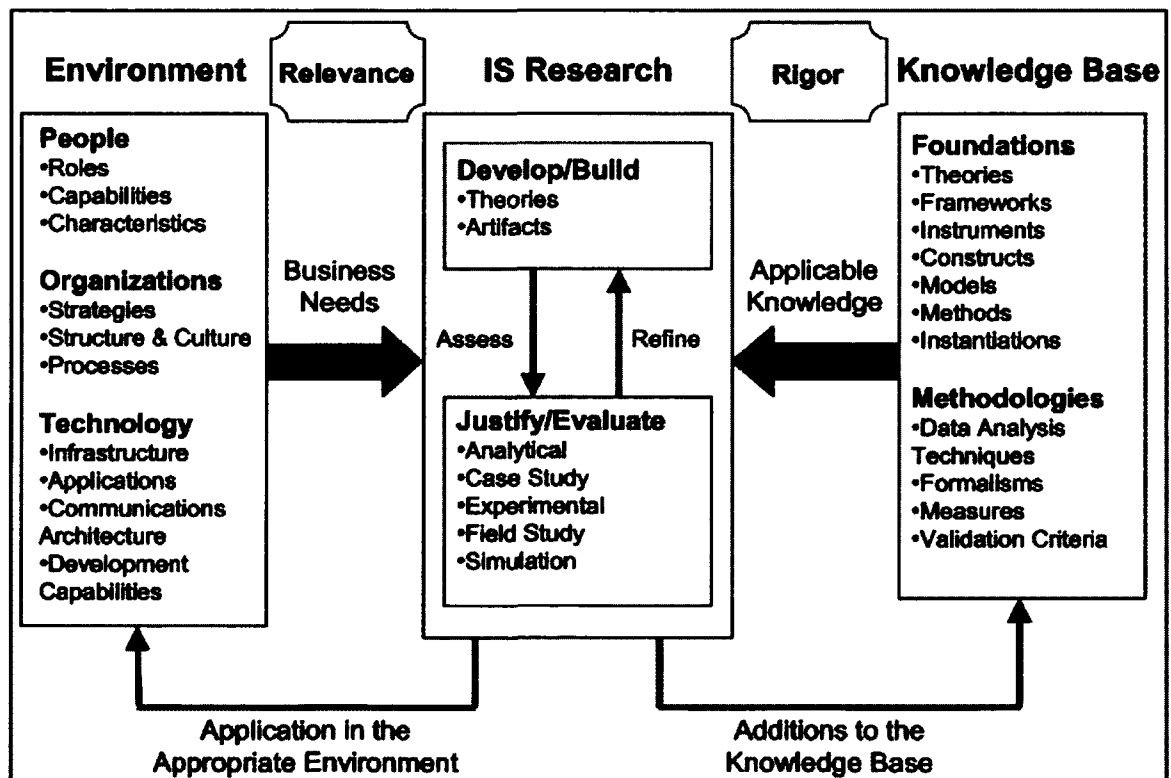 Environment
Relevance
IS Research
Rigor
Knowledge Base
People
•Roles
•Capabilities
•Characteristics
Organizations
•Strategies
•Structure & Culture
•Processes
Technology
•Infrastructure
•Applications
•Communications
Architecture
•Development
Capabilities
Business
Needs
Develop/Build
•Theories
•Artifacts
Assess
Refine
Justify/Evaluate
•Analytical
•Case Study
•Experimental
•Field Study
•Simulation
Applicable
Knowledge
Foundations
•Theories
•Frameworks
•Instruments
•Constructs
•Models
•Methods
•Instantiations
Methodologies
•Data Analysis
Techniques
•Formalisms
•Measures
•Validation Criteria
Application in the
Appropriate Environment
Additions to the
Knowledge Base